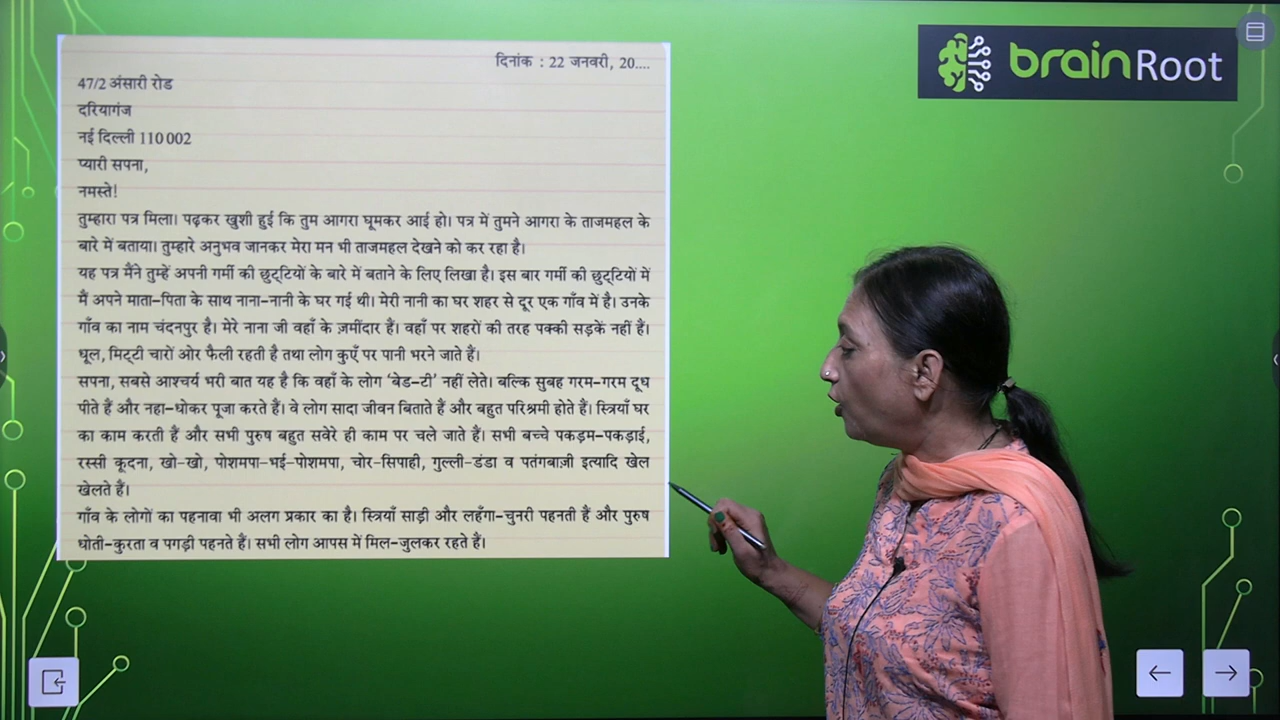 दिनांक : 22 जनवरी, 20....
brainRoot
47/2 अंसारी रोड
दरियागंज
नई दिल्ली 110 002
प्यारी सपना,
नमस्ते!
तुम्हारा पत्र मिला। पढ़कर खुशी हुई कि तुम आगरा घूमकर आई हो। पत्र में तुमने आगरा के ताजमहल के
बारे में बताया। तुम्हारे अनुभव जानकर मेरा मन भी ताजमहल देखने को कर रहा है।
यह पत्र मैंने तुम्हें अपनी गर्मी की छुट्टियों के बारे में बताने के लिए लिखा है। इस बार गर्मी की छुट्टियों में
मैं अपने माता-पिता के साथ नाना-नानी के घर गई थी। मेरी नानी का घर शहर से दूर एक गाँव में है। उनके
गाँव का नाम चंदनपुर है। मेरे नाना जी वहाँ के ज़मींदार हैं। वहाँ पर शहरों की तरह पक्की सड़कें नहीं हैं।
धूल, मिट्टी चारों ओर फैली रहती है तथा लोग कुएँ पर पानी भरने जाते हैं।
सपना, सबसे आश्चर्य भरी बात यह है कि वहाँ के लोग ‘बेड-टी’ नहीं लेते। बल्कि सुबह गरम-गरम दूध
पीते हैं और नहा-धोकर पूजा करते हैं। वे लोग सादा जीवन बिताते हैं और बहुत परिश्रमी होते हैं। स्त्रियाँ घर
का काम करती हैं और सभी पुरुष बहुत सवेरे ही काम पर चले जाते हैं। सभी बच्चे पकड़म-पकड़ाई,
रस्सी कूदना, खो-खो, पोशमपा-भई-पोशमपा, चोर-सिपाही, गुल्ली-डंडा व पतंगबाज़ी इत्यादि खेल
खेलते हैं।
गाँव के लोगों का पहनावा भी अलग प्रकार का है। स्त्रियाँ साड़ी और लहँगा-चुनरी पहनती हैं और पुरुष
धोती-कुरता व पगड़ी पहनते हैं। सभी लोग आपस में मिल-जुलकर रहते हैं।